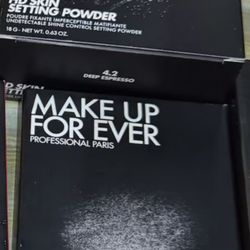 HD SKIN
SETTING POWDER
POUDRE FIXANTE IMPERCEPTIBLE MATIFIANTE
UNDETECTABLE SHINE CONTROL SETTING POWDER
18 G - NET WT. 0.63 OZ.
4.2
DEEP ESPRESSO
MAKE UP
FOR EVER
PROFESSIONAL PARIS